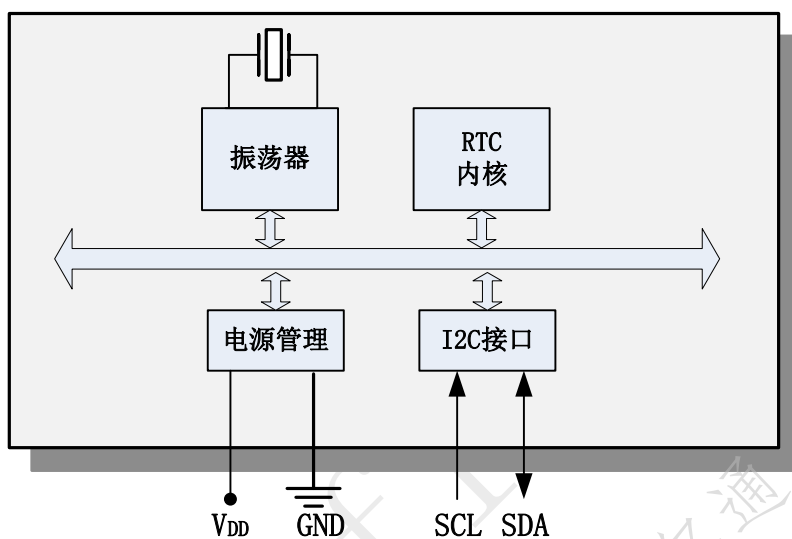 振荡器
RTC
内核
电源管理
I2C接口
VDD
GND
SCL
SDA